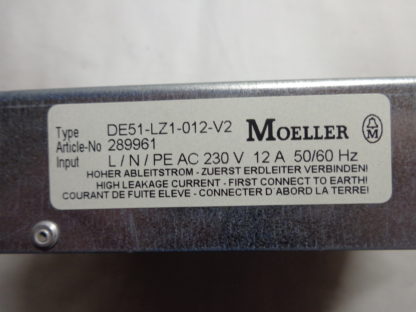 Type DE51-LZ1-012-V2 MOELLER M
Article-No 289961
Input L / N / PE AC 230 V 12 A 50/60 Hz
HOHER ABLEITSTROM - ZUERST ERDLEITER VERBINDEN!
HIGH LEAKAGE CURRENT - FIRST CONNECT TO EARTH!
COURANT DE FUITE ELEVE - CONNECTER D ABORD LA TERRE!